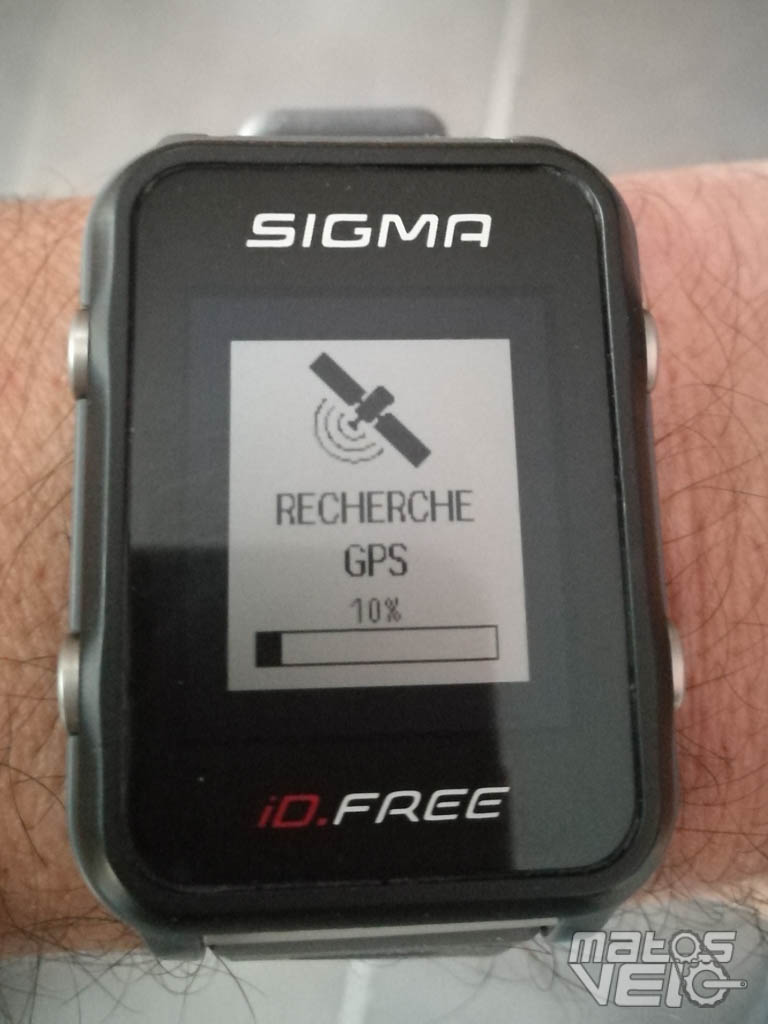 SIGMA
RECHERCHE
GPS
10%
iD.FREE
matos
VELO